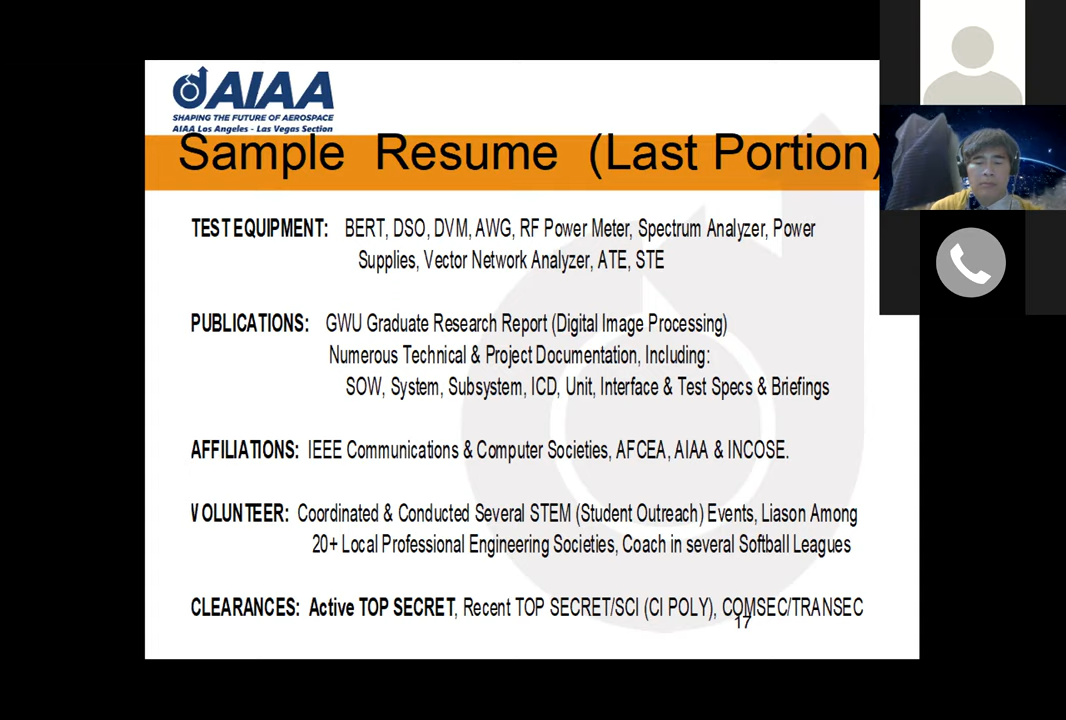 AIAA
SHAPING THE FUTURE OF AEROSPACE
AIAA Los Angeles - Las Vegas Section
Sample Resume (Last Portion)
TEST EQUIPMENT: BERT, DSO, DVM, AWG, RF Power Meter, Spectrum Analyzer, Power
Supplies, Vector Network Analyzer, ATE, STE
PUBLICATIONS: GWU Graduate Research Report (Digital Image Processing)
Numerous Technical & Project Documentation, Including:
SOW, System, Subsystem, ICD, Unit, Interface & Test Specs & Briefings
AFFILIATIONS: IEEE Communications & Computer Societies, AFCEA, AIAA & INCOSE.
VOLUNTEER: Coordinated & Conducted Several STEM (Student Outreach) Events, Liason Among
20+ Local Professional Engineering Societies, Coach in several Softball Leagues
CLEARANCES: Active TOP SECRET, Recent TOP SECRET/SCI (CI POLY), COMSEC/TRANSEC
17